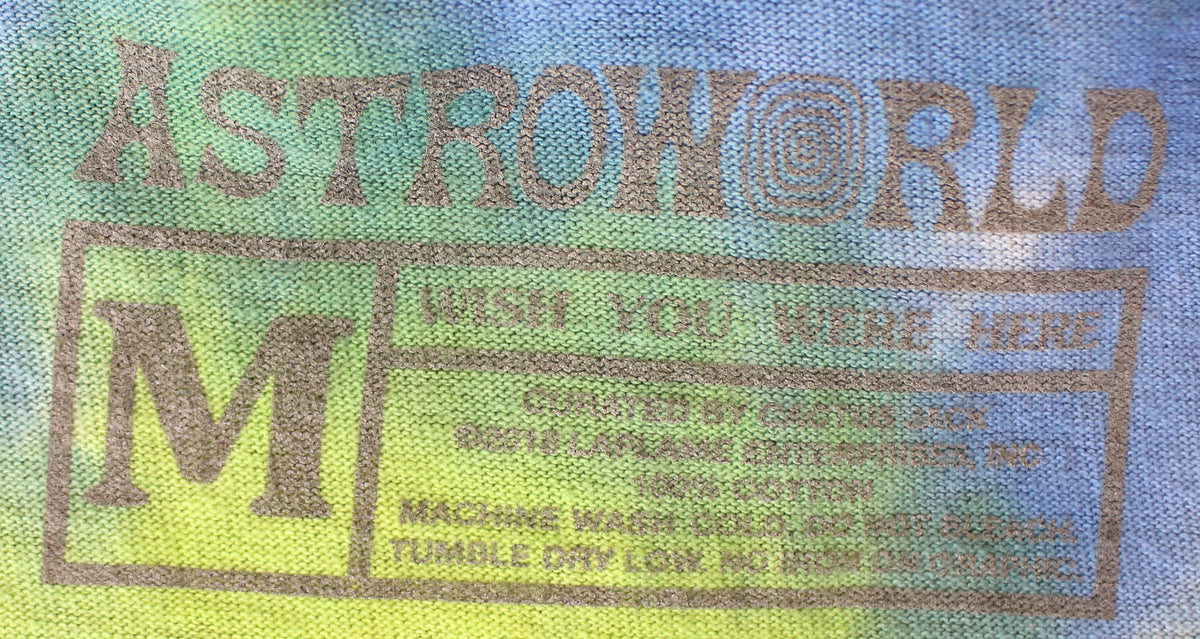 ASTROWORLD
M
WISH YOU WERE HERE
CURATED BY CACTUS JACK
©2018 LAFLAME ENTERPRISES, INC
100% COTTON
MACHINE WASH COLD. DO NOT BLEACH.
TUMBLE DRY LOW. NO IRON ON GRAPHIC.